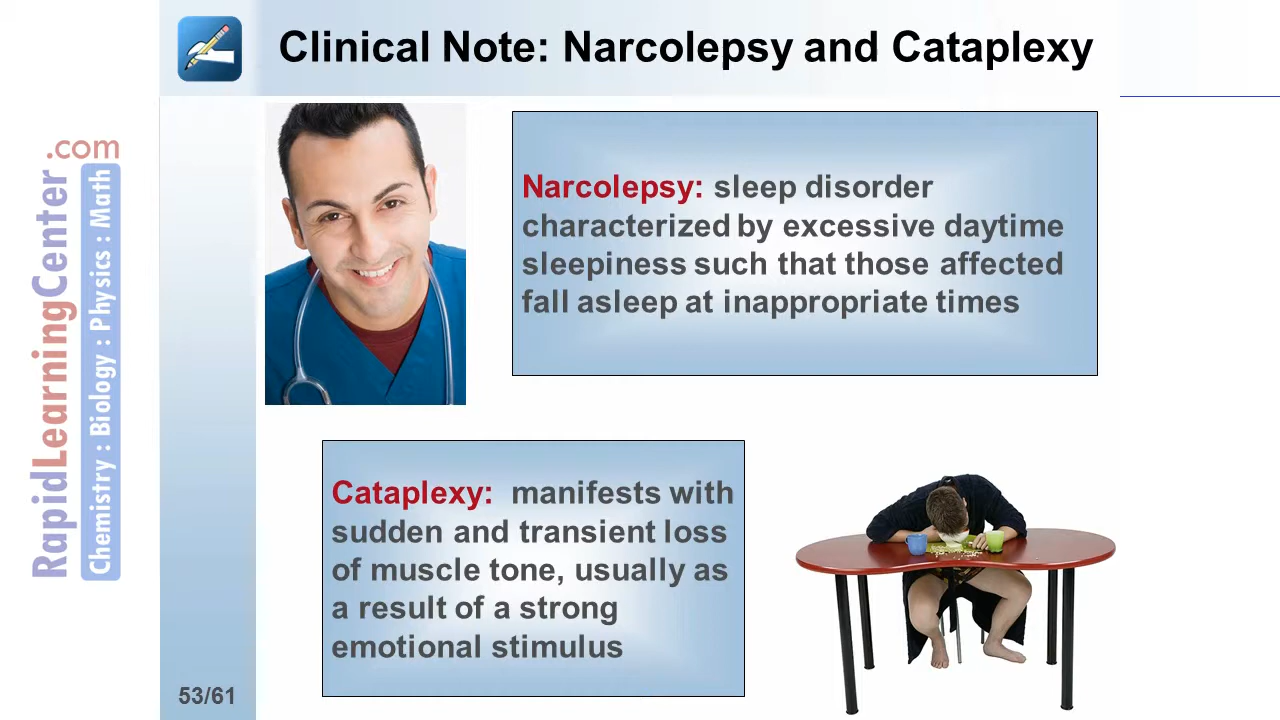 Clinical Note: Narcolepsy and Cataplexy
RapidLearningCenter.com
Chemistry : Biology : Physics : Math
Narcolepsy: sleep disorder
characterized by excessive daytime
sleepiness such that those affected
fall asleep at inappropriate times
Cataplexy: manifests with
sudden and transient loss
of muscle tone, usually as
a result of a strong
emotional stimulus
53/61